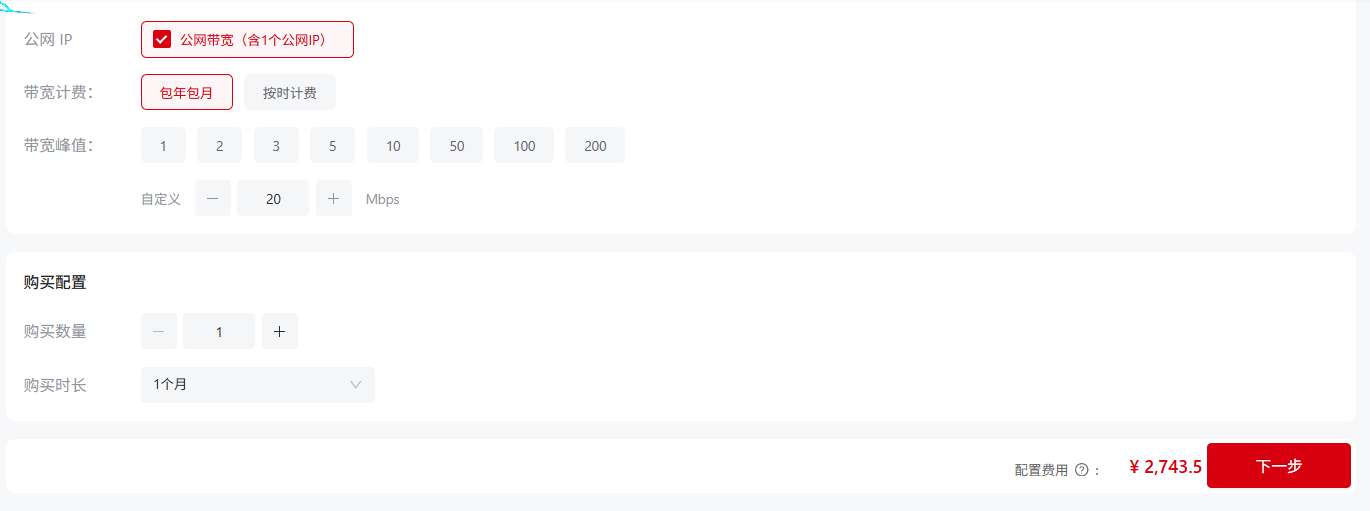 公网 IP 公网带宽（含1个公网IP）
带宽计费： 包年包月 按时计费
带宽峰值： 1 2 3 5 10 50 100 200
自定义 20 Mbps
购买配置
购买数量 1
购买时长 1个月
配置费用 ? ： ¥ 2,743.5 下一步